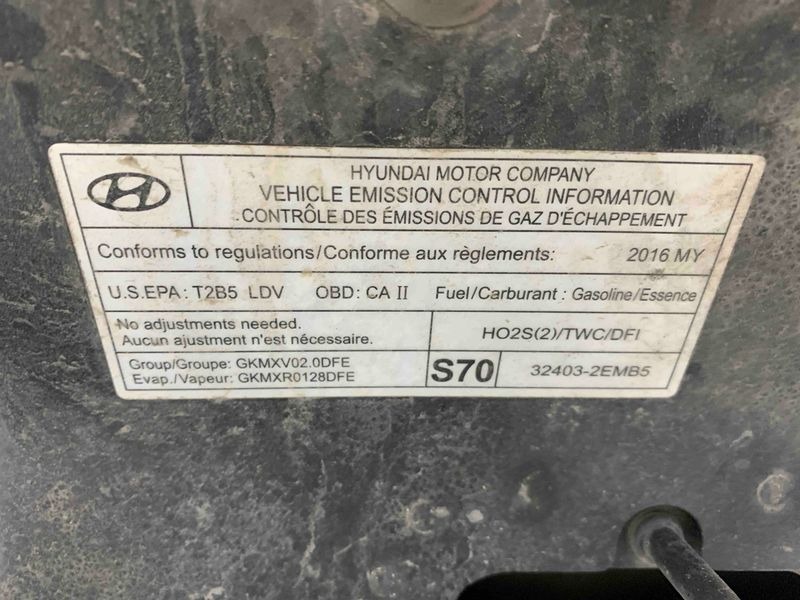 HYUNDAI MOTOR COMPANY
VEHICLE EMISSION CONTROL INFORMATION
CONTRÔLE DES ÉMISSIONS DE GAZ D'ÉCHAPPEMENT
Conforms to regulations/Conforme aux règlements: 2016 MY
U.S.EPA: T2B5 LDV OBD: CA II Fuel/Carburant : Gasoline/Essence
No adjustments needed.
Aucun ajustment n'est nécessaire.
HO2S(2)/TWC/DFI
Group/Groupe: GKMXV02.0DFE
Evap./Vapeur: GKMXR0128DFE
S70
32403-2EMB5